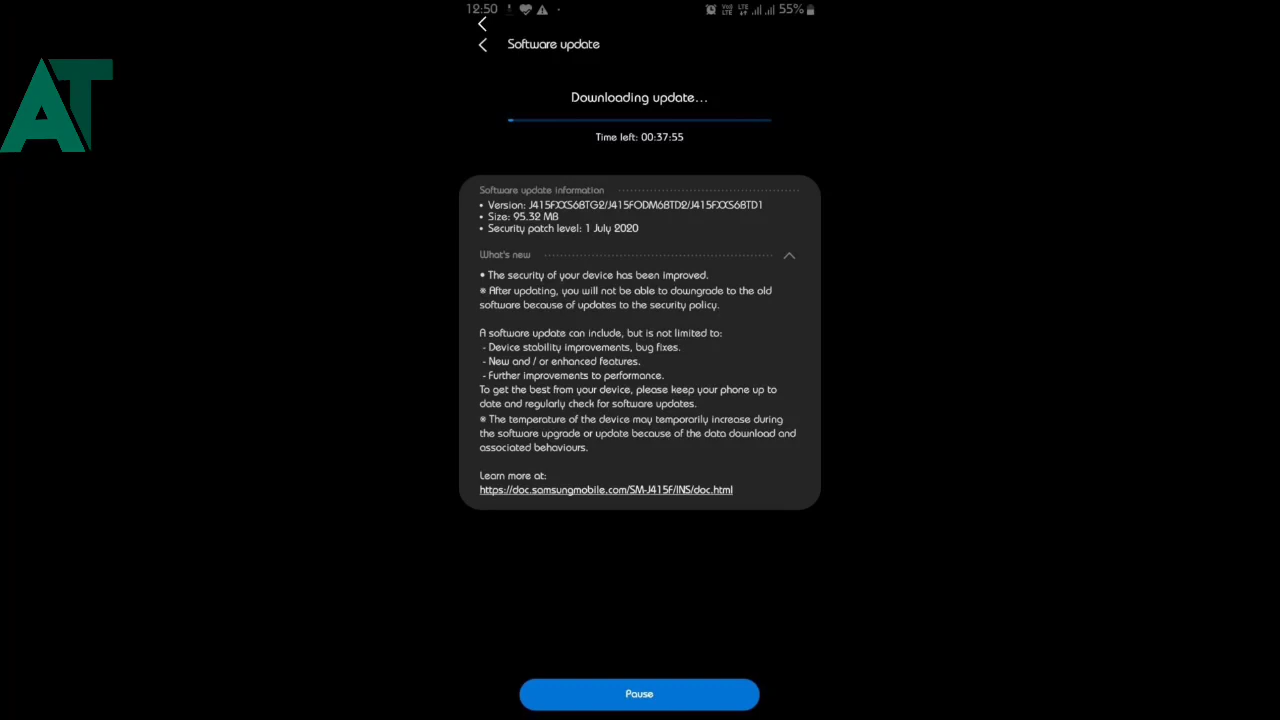 12:50
Vo) LTE LTE 55%
Software update
AT
Downloading update...
Time left: 00:37:55
Software update information
• Version: J415FXXS6BTG2/J415FODM6BTD2/J415FXXS6BTD1
• Size: 95.32 MB
• Security patch level: 1 July 2020
What's new
• The security of your device has been improved.
※ After updating, you will not be able to downgrade to the old
software because of updates to the security policy.
A software update can include, but is not limited to:
- Device stability improvements, bug fixes.
- New and / or enhanced features.
- Further improvements to performance.
To get the best from your device, please keep your phone up to
date and regularly check for software updates.
※ The temperature of the device may temporarily increase during
the software upgrade or update because of the data download and
associated behaviours.
Learn more at:
https://doc.samsungmobile.com/SM-J415F/INS/doc.html
Pause